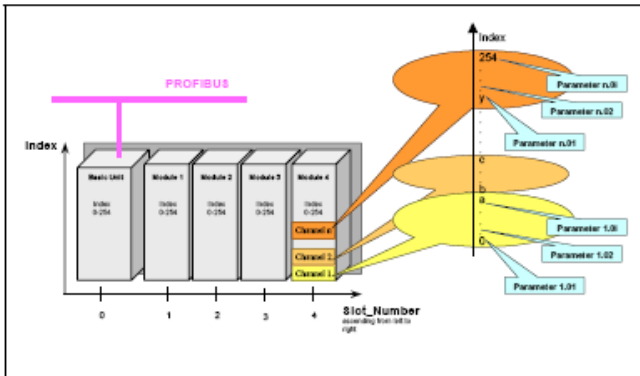 PROFIBUS
Index
Basic Unit
Index
0-254
Module 1
Index
0-254
Module 2
Index
0-254
Module 3
Index
0-254
Module 4
Index
0-254
Channel n
Channel 2
Channel 1
0
1
2
3
4
Slot_Number
ascending from left to
right
Index
254
y
c
b
a
0
Parameter n.0i
Parameter n.02
Parameter n.01
Parameter 1.0i
Parameter 1.02
Parameter 1.01